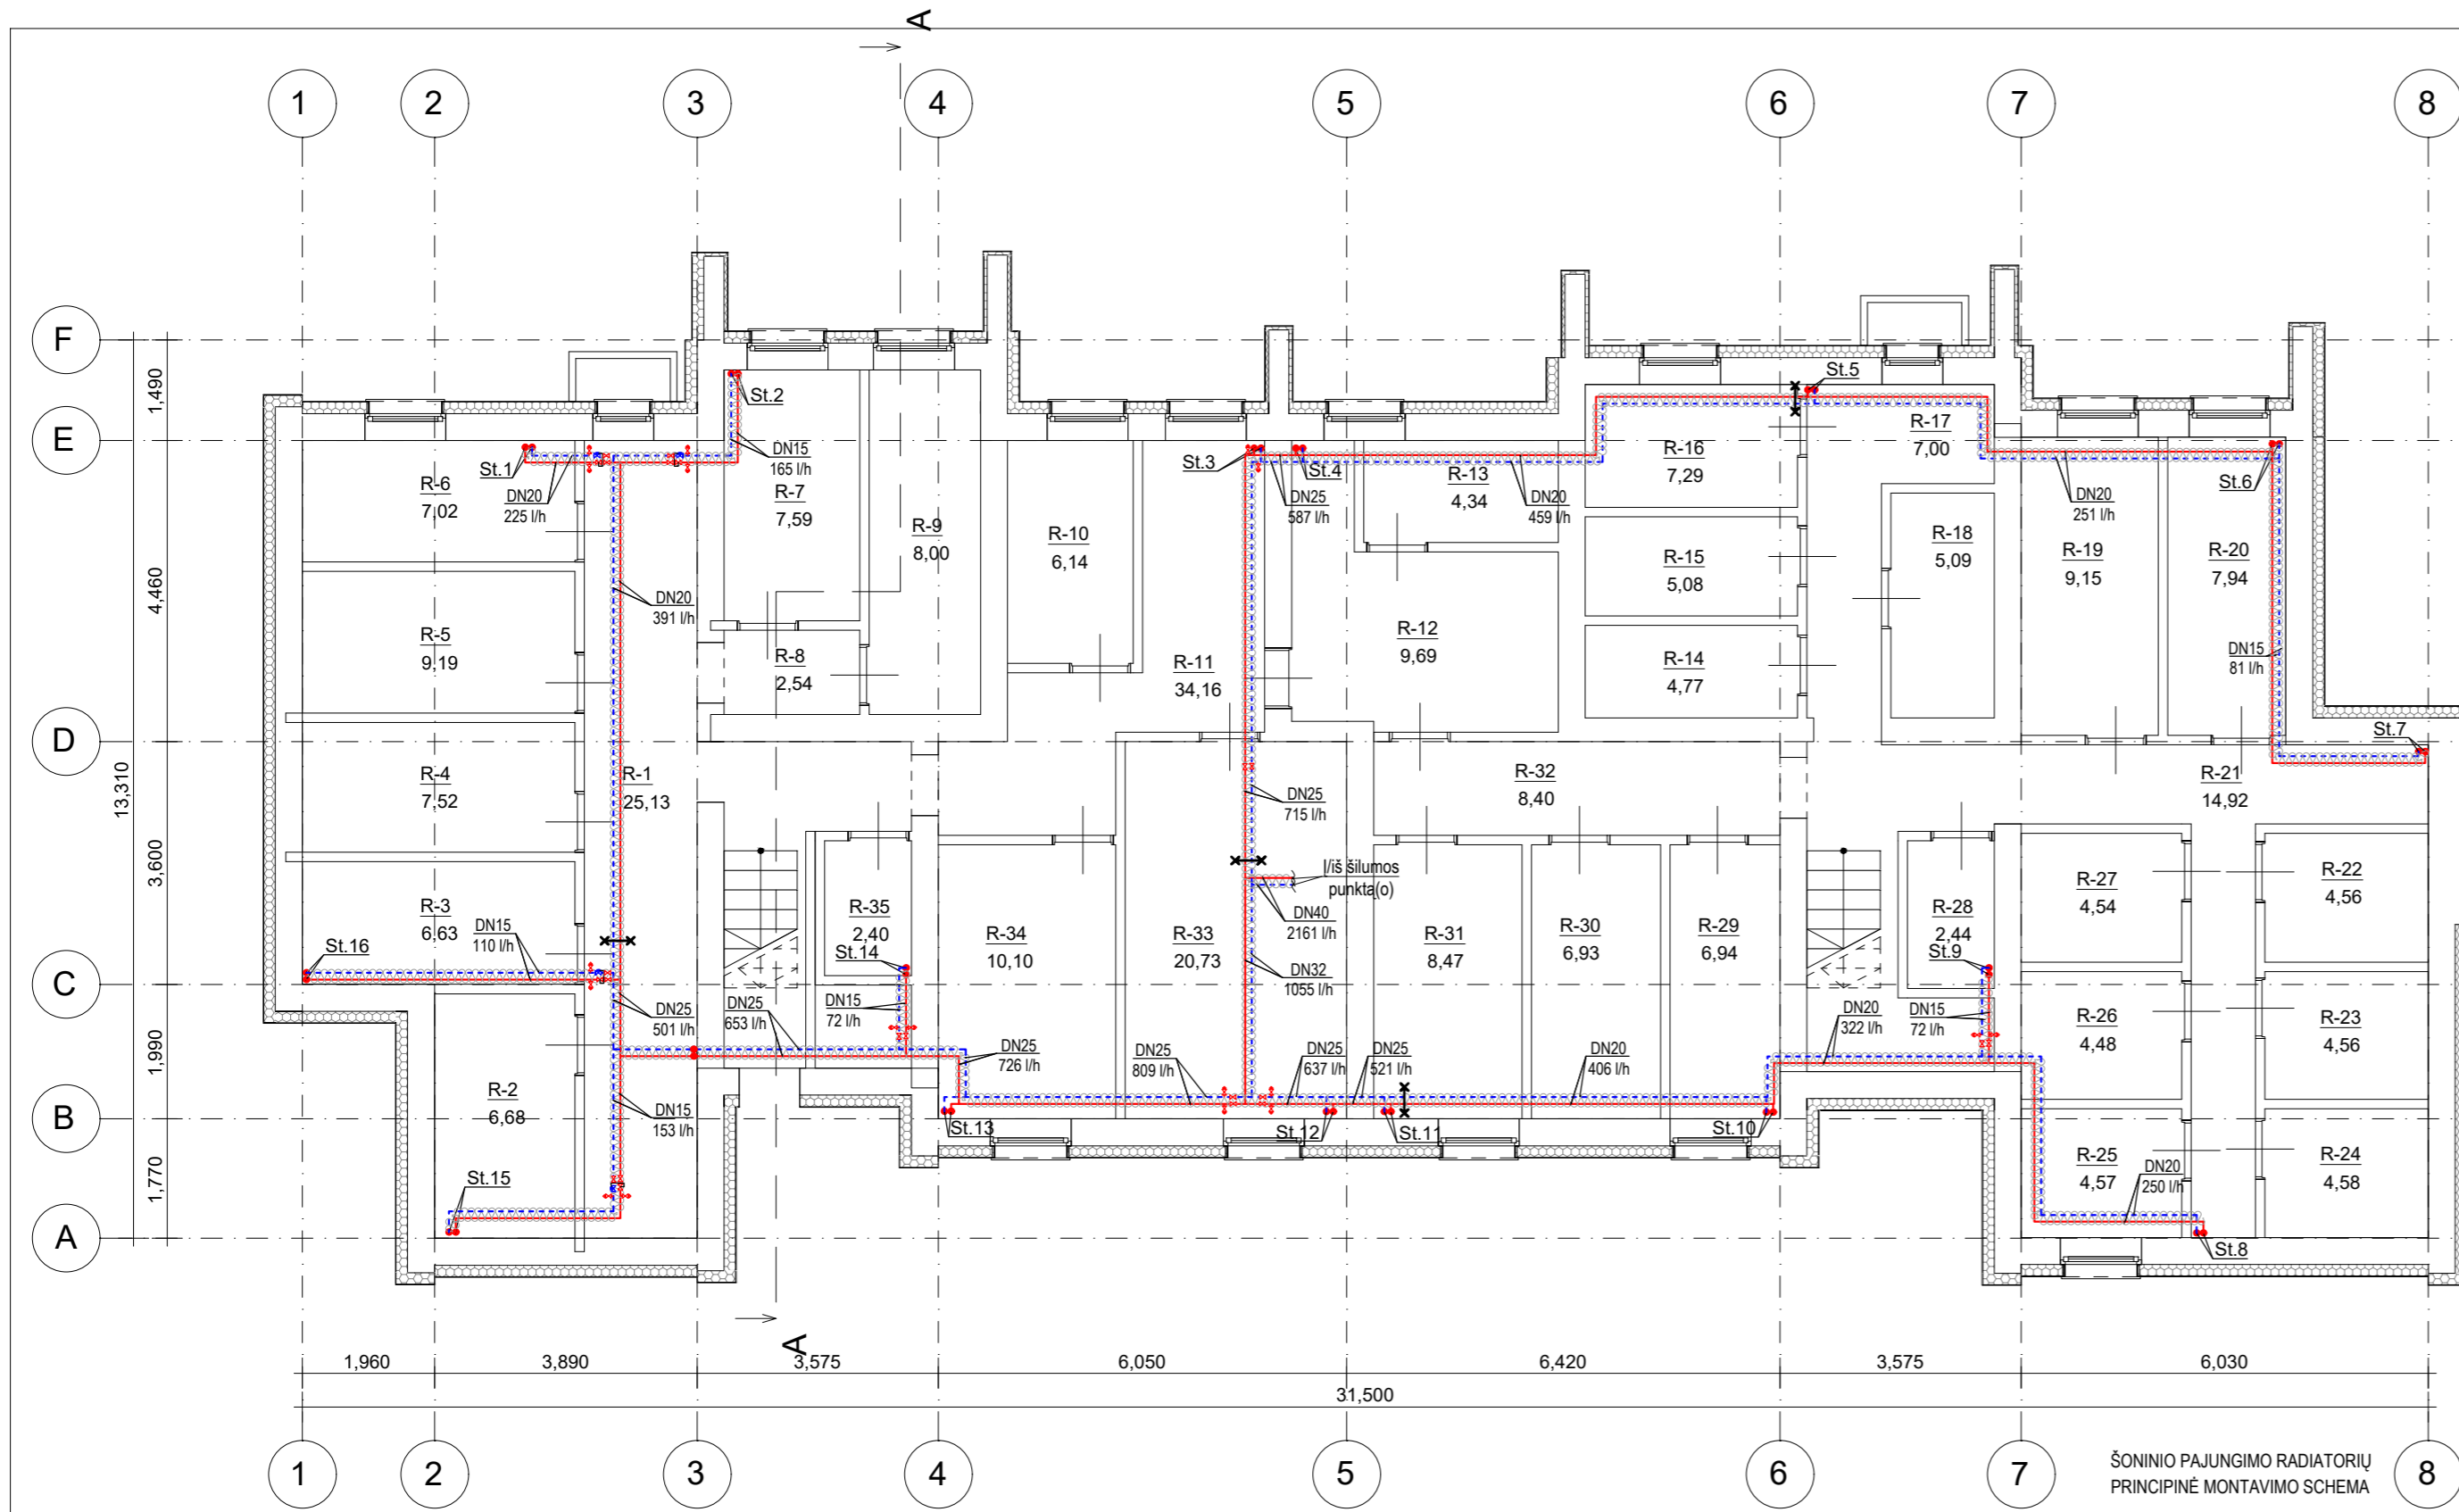 A
1
2
3
4
5
6
7
8
F
E
D
C
B
A
1,490
4,460
3,600
1,990
1,770
13,310
St.1
DN20
225 l/h
R-6
7,02
St.2
DN15
165 l/h
R-7
7,59
R-9
8,00
R-10
6,14
St.3
St.4
DN25
587 l/h
R-13
4,34
DN20
459 l/h
R-16
7,29
St.5
R-17
7,00
DN20
251 l/h
St.6
R-5
9,19
DN20
391 l/h
R-8
2,54
R-11
34,16
R-12
9,69
R-15
5,08
R-14
4,77
R-18
5,09
R-19
9,15
R-20
7,94
DN15
81 l/h
St.7
R-4
7,52
R-1
25,13
DN25
715 l/h
R-32
8,40
R-21
14,92
Į/iš šilumos
punktą(o)
DN40
2161 l/h
R-3
6,63
DN15
110 l/h
St.16
R-35
2,40
St.14
R-34
10,10
R-33
20,73
DN32
1055 l/h
R-31
8,47
R-30
6,93
R-29
6,94
R-28
2,44
St.9
R-27
4,54
R-22
4,56
DN25
501 l/h
DN25
653 l/h
DN15
72 l/h
DN25
726 l/h
DN25
809 l/h
DN25
637 l/h
DN25
521 l/h
DN20
406 l/h
DN20
322 l/h
DN15
72 l/h
R-26
4,48
R-23
4,56
R-2
6,68
DN15
153 l/h
St.15
St.13
St.12
St.11
St.10
R-25
4,57
DN20
250 l/h
R-24
4,58
St.8
A
1,960
3,890
3,575
6,050
6,420
3,575
6,030
31,500
1
2
3
4
5
6
7
8
ŠONINIO PAJUNGIMO RADIATORIŲ
PRINCIPINĖ MONTAVIMO SCHEMA